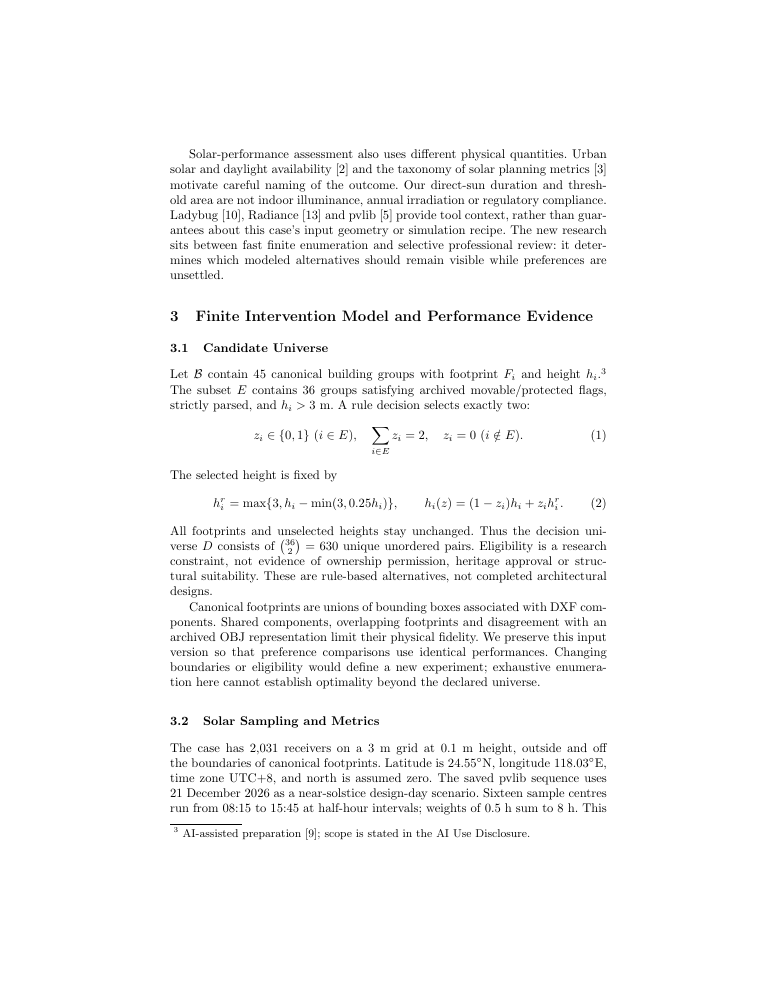 Solar-performance assessment also uses different physical quantities. Urban
solar and daylight availability [2] and the taxonomy of solar planning metrics [3]
motivate careful naming of the outcome. Our direct-sun duration and thresh-
old area are not indoor illuminance, annual irradiation or regulatory compliance.
Ladybug [10], Radiance [13] and pvlib [5] provide tool context, rather than guar-
antees about this case's input geometry or simulation recipe. The new research
sits between fast finite enumeration and selective professional review: it deter-
mines which modeled alternatives should remain visible while preferences are
unsettled.
3 Finite Intervention Model and Performance Evidence
3.1 Candidate Universe
Let ℬ contain 45 canonical building groups with footprint F_i and height h_i.³
The subset E contains 36 groups satisfying archived movable/protected flags,
strictly parsed, and h_i > 3 m. A rule decision selects exactly two:
z_i ∈ {0, 1} (i ∈ E), ∑_{i∈E} z_i = 2, z_i = 0 (i ∉ E). (1)
The selected height is fixed by
h_i^r = max{3, h_i − min(3, 0.25h_i)}, h_i(z) = (1 − z_i)h_i + z_i h_i^r. (2)
All footprints and unselected heights stay unchanged. Thus the decision uni-
verse D consists of (36 2) = 630 unique unordered pairs. Eligibility is a research
constraint, not evidence of ownership permission, heritage approval or struc-
tural suitability. These are rule-based alternatives, not completed architectural
designs.
Canonical footprints are unions of bounding boxes associated with DXF com-
ponents. Shared components, overlapping footprints and disagreement with an
archived OBJ representation limit their physical fidelity. We preserve this input
version so that preference comparisons use identical performances. Changing
boundaries or eligibility would define a new experiment; exhaustive enumera-
tion here cannot establish optimality beyond the declared universe.
3.2 Solar Sampling and Metrics
The case has 2,031 receivers on a 3 m grid at 0.1 m height, outside and off
the boundaries of canonical footprints. Latitude is 24.55°N, longitude 118.03°E,
time zone UTC+8, and north is assumed zero. The saved pvlib sequence uses
21 December 2026 as a near-solstice design-day scenario. Sixteen sample centres
run from 08:15 to 15:45 at half-hour intervals; weights of 0.5 h sum to 8 h. This
³ AI-assisted preparation [9]; scope is stated in the AI Use Disclosure.